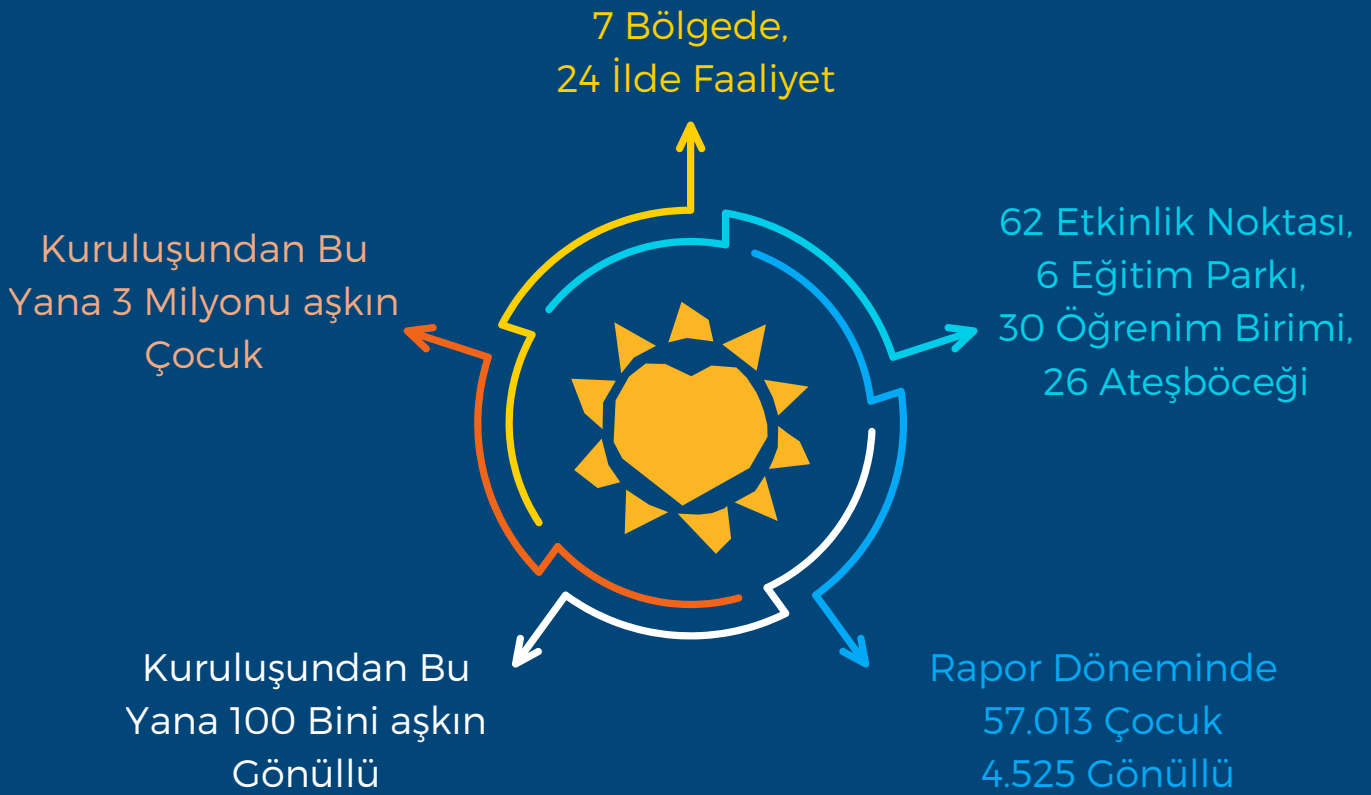 7 Bölgede,
24 İlde Faaliyet
62 Etkinlik Noktası,
6 Eğitim Parkı,
30 Öğrenim Birimi,
26 Ateşböceği
Kuruluşundan Bu
Yana 3 Milyonu aşkın
Çocuk
Kuruluşundan Bu
Yana 100 Bini aşkın
Gönüllü
Rapor Döneminde
57.013 Çocuk
4.525 Gönüllü